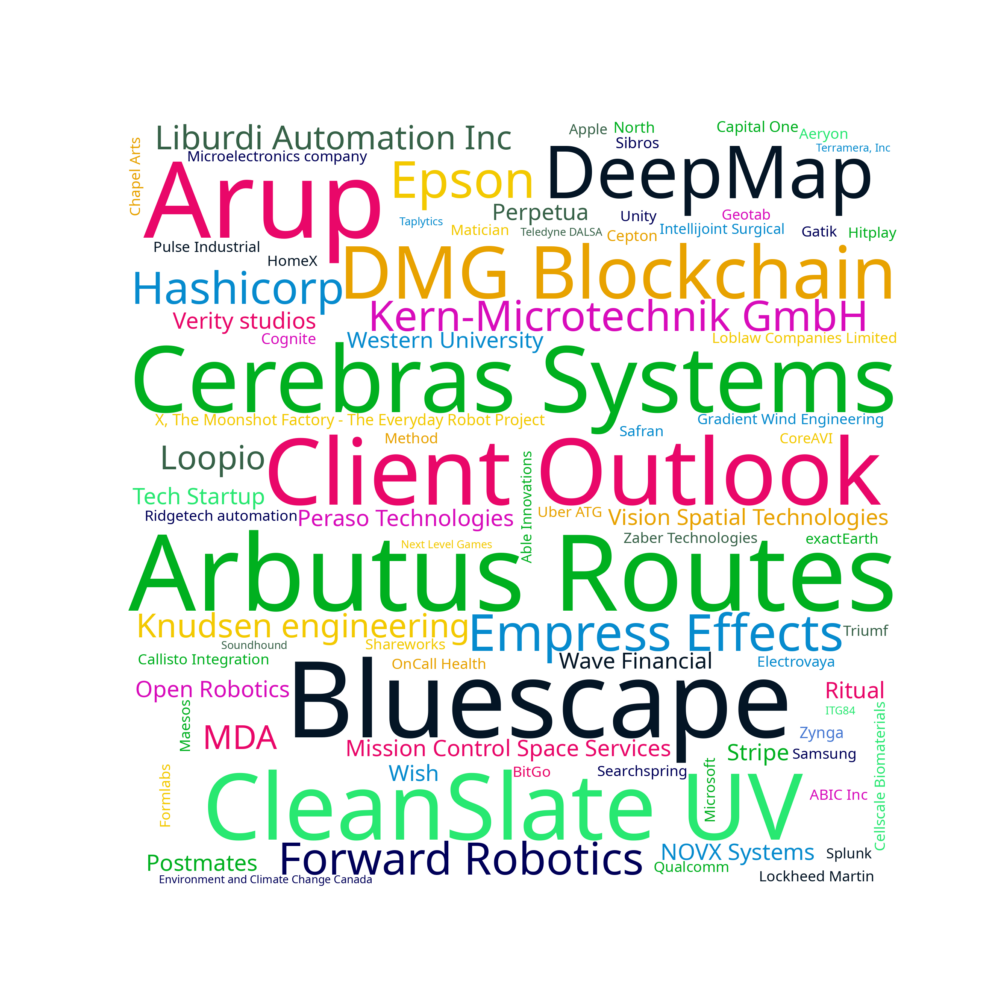 Liburdi Automation Inc
Apple
North
Sibros
Capital One
Aeryon
Terramera, Inc
Chapel Arts
Microelectronics company
Arup
Epson
DeepMap
Perpetua
Unity
Geotab
Taplytics
Matician
Teledyne DALSA
Cepton
Intellijoint Surgical
Gatik
Hitplay
Pulse Industrial
HomeX
DMG Blockchain
Hashicorp
Kern-Microtechnik GmbH
Verity studios
Cognite
Western University
Loblaw Companies Limited
Cerebras Systems
X, The Moonshot Factory - The Everyday Robot Project
Gradient Wind Engineering
Method
Safran
CoreAVI
Loopio
Client Outlook
Tech Startup
Able Innovations
Ridgetech automation
Peraso Technologies
Uber ATG
Vision Spatial Technologies
Next Level Games
Zaber Technologies
exactEarth
Arbutus Routes
Knudsen engineering
Empress Effects
Triumf
Soundhound
Shareworks
Callisto Integration
OnCall Health
Wave Financial
Electrovaya
Open Robotics
Bluescape
Ritual
ITG84
Maesos
MDA
Zynga
Mission Control Space Services
Stripe
Samsung
Cellscale Biomaterials
Wish
BitGo
Searchspring
Microsoft
Formlabs
CleanSlate UV
ABIC Inc
Postmates
Forward Robotics
NOVX Systems
Splunk
Qualcomm
Environment and Climate Change Canada
Lockheed Martin